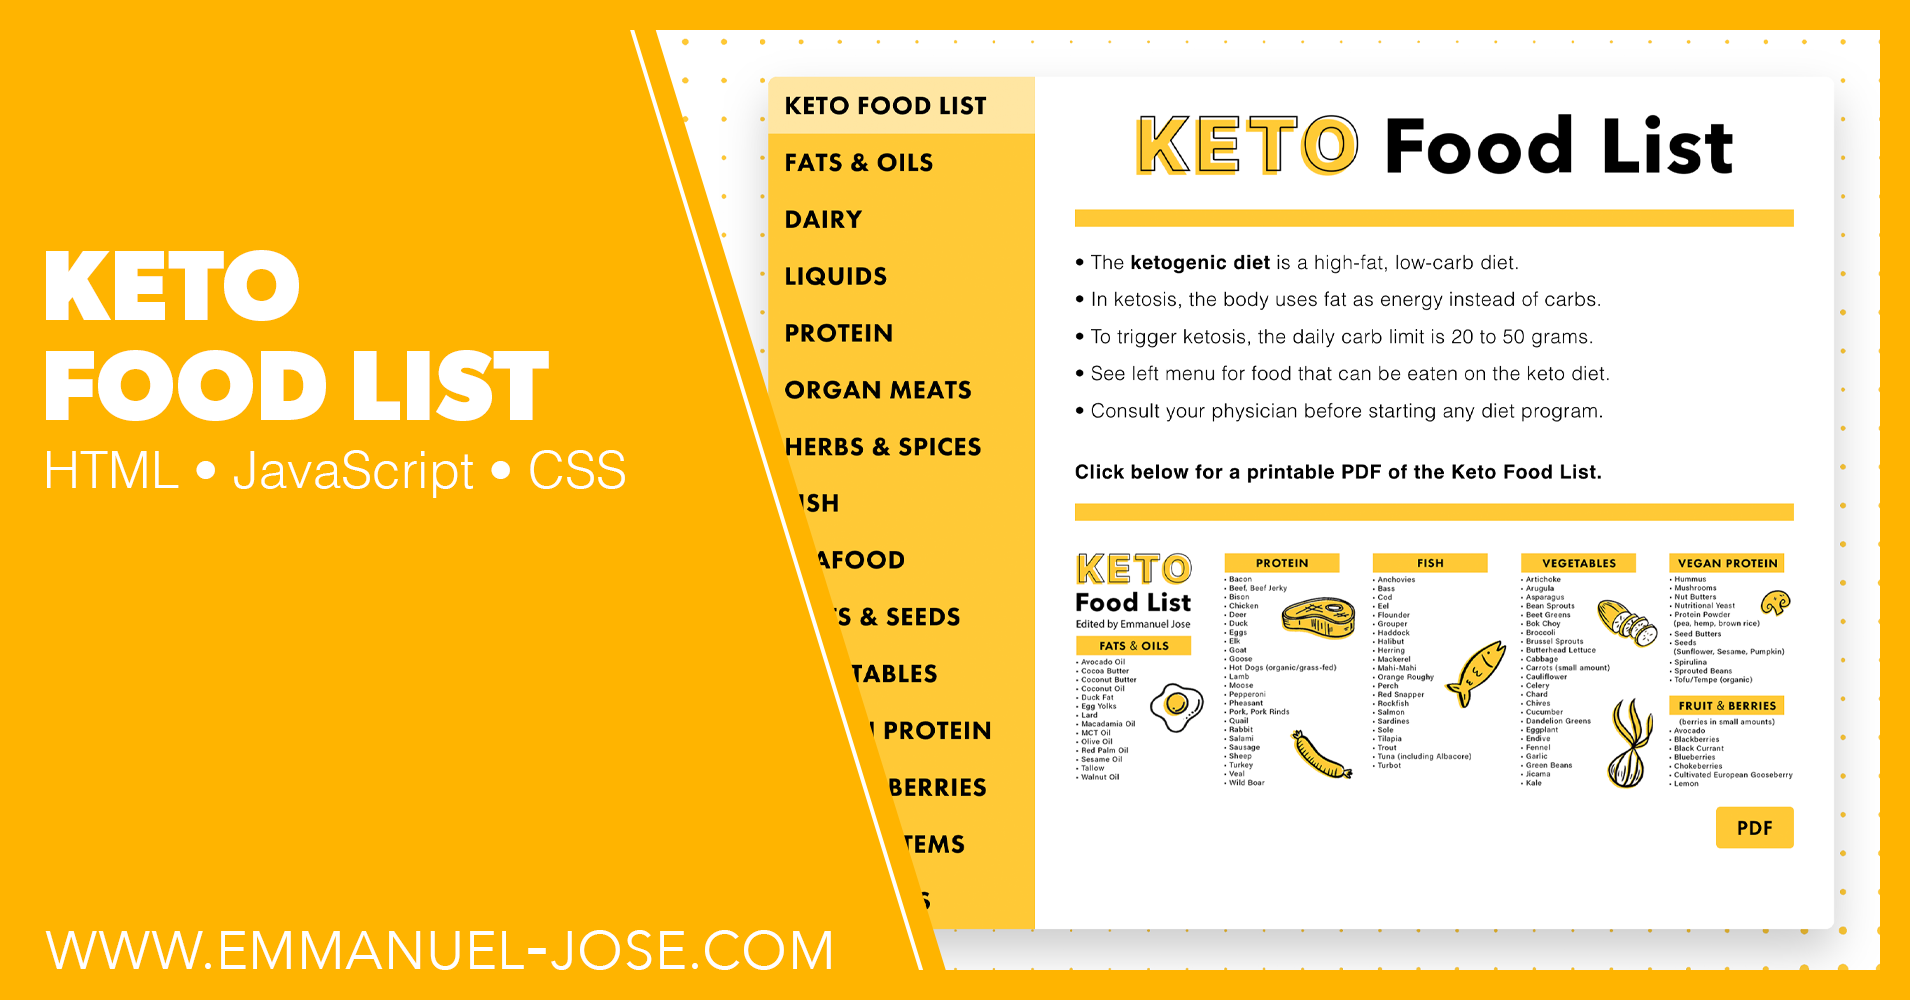 KETO
FOOD LIST
HTML • JavaScript • CSS
WWW.EMMANUEL-JOSE.COM
KETO FOOD LIST
FATS & OILS
DAIRY
LIQUIDS
PROTEIN
ORGAN MEATS
HERBS & SPICES
ISH
AFOOD
S & SEEDS
TABLES
PROTEIN
BERRIES
TEMS
S
KETO Food List
• The ketogenic diet is a high-fat, low-carb diet.
• In ketosis, the body uses fat as energy instead of carbs.
• To trigger ketosis, the daily carb limit is 20 to 50 grams.
• See left menu for food that can be eaten on the keto diet.
• Consult your physician before starting any diet program.
Click below for a printable PDF of the Keto Food List.
KETO
Food List
Edited by Emmanuel Jose
FATS & OILS
• Avocado Oil
• Cocoa Butter
• Coconut Butter
• Coconut Oil
• Duck Fat
• Egg Yolks
• Lard
• Macadamia Oil
• MCT Oil
• Olive Oil
• Red Palm Oil
• Sesame Oil
• Tallow
• Walnut Oil
PROTEIN
• Bacon
• Beef, Beef Jerky
• Bison
• Chicken
• Deer
• Duck
• Eggs
• Elk
• Goat
• Goose
• Hot Dogs (organic/grass-fed)
• Lamb
• Moose
• Pepperoni
• Pheasant
• Pork, Pork Rinds
• Quail
• Rabbit
• Salami
• Sausage
• Sheep
• Turkey
• Veal
• Wild Boar
FISH
• Anchovies
• Bass
• Cod
• Eel
• Flounder
• Grouper
• Haddock
• Halibut
• Herring
• Mackerel
• Mahi-Mahi
• Orange Roughy
• Perch
• Red Snapper
• Rockfish
• Salmon
• Sardines
• Sole
• Tilapia
• Trout
• Tuna (including Albacore)
• Turbot
VEGETABLES
• Artichoke
• Arugula
• Asparagus
• Bean Sprouts
• Beet Greens
• Bok Choy
• Broccoli
• Brussel Sprouts
• Butterhead Lettuce
• Cabbage
• Carrots (small amount)
• Cauliflower
• Celery
• Chard
• Chives
• Cucumber
• Dandelion Greens
• Eggplant
• Endive
• Fennel
• Garlic
• Green Beans
• Jicama
• Kale
VEGAN PROTEIN
• Hummus
• Mushrooms
• Nut Butters
• Nutritional Yeast
• Protein Powder
(pea, hemp, brown rice)
• Seed Butters
• Seeds
(Sunflower, Sesame, Pumpkin)
• Spirulina
• Sprouted Beans
• Tofu/Tempe (organic)
FRUIT & BERRIES
(berries in small amounts)
• Avocado
• Blackberries
• Black Currant
• Blueberries
• Chokeberries
• Cultivated European Gooseberry
• Lemon
PDF